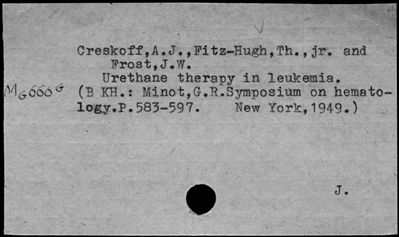 Creskoff,A.J.,Fitz-Hugh,Th.,jr. and
Frost,J.W.
Urethane therapy in leukemia.
M6666 (B KH.: Minot,G.R.Symposium on hemato-
logy.P.583-597. New York,1949.)
J.